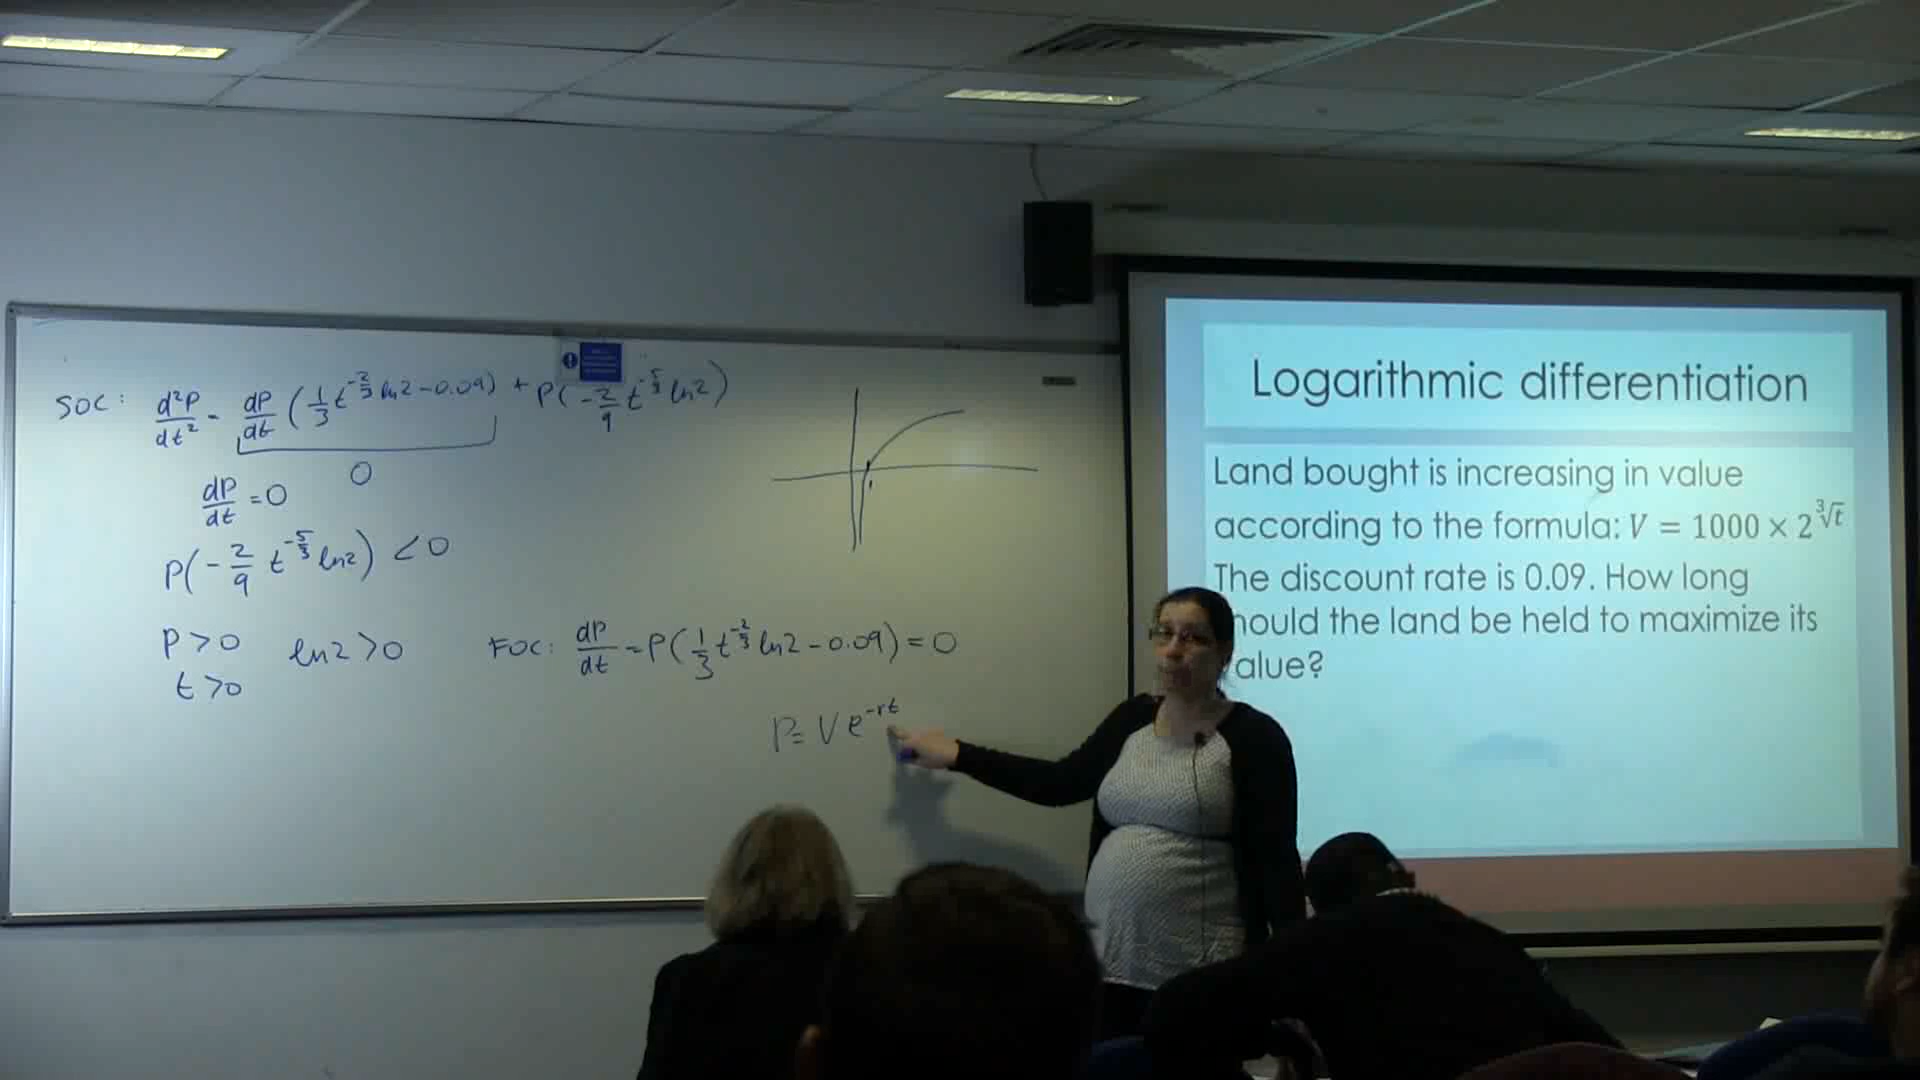 SOC: d²P/dt² = dP/dt (1/3 t^-2/3 ln2 - 0.09) + P(-2/9 t^-5/3 ln2)
0
dP/dt = 0
P(-2/9 t^-5/3 ln2) < 0
P > 0 ln2 > 0
t > 0
FOC: dP/dt = P(1/3 t^-2/3 ln2 - 0.09) = 0
P = V e^-rt
Logarithmic differentiation
Land bought is increasing in value
according to the formula: V = 1000 × 2^∛t
The discount rate is 0.09. How long
hould the land be held to maximize its
alue?